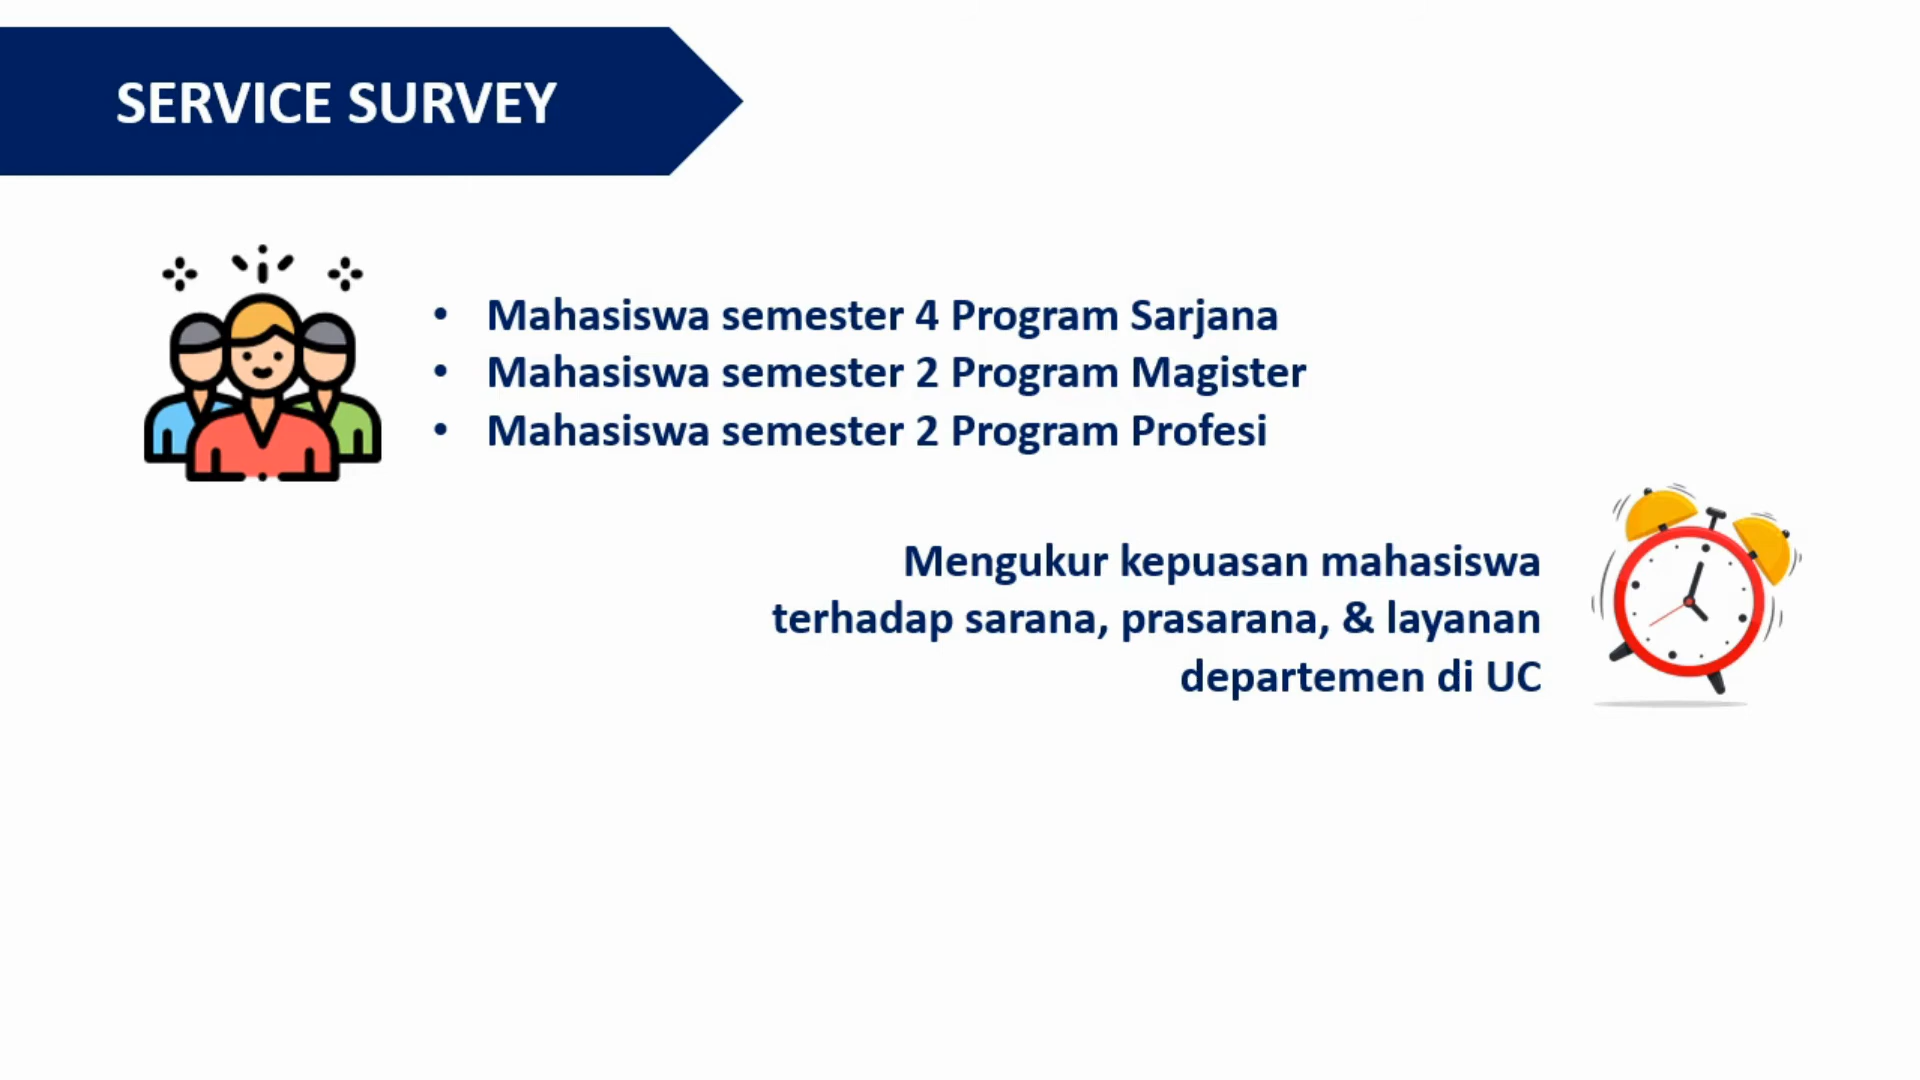 SERVICE SURVEY
• Mahasiswa semester 4 Program Sarjana
• Mahasiswa semester 2 Program Magister
• Mahasiswa semester 2 Program Profesi
Mengukur kepuasan mahasiswa
terhadap sarana, prasarana, & layanan
departemen di UC